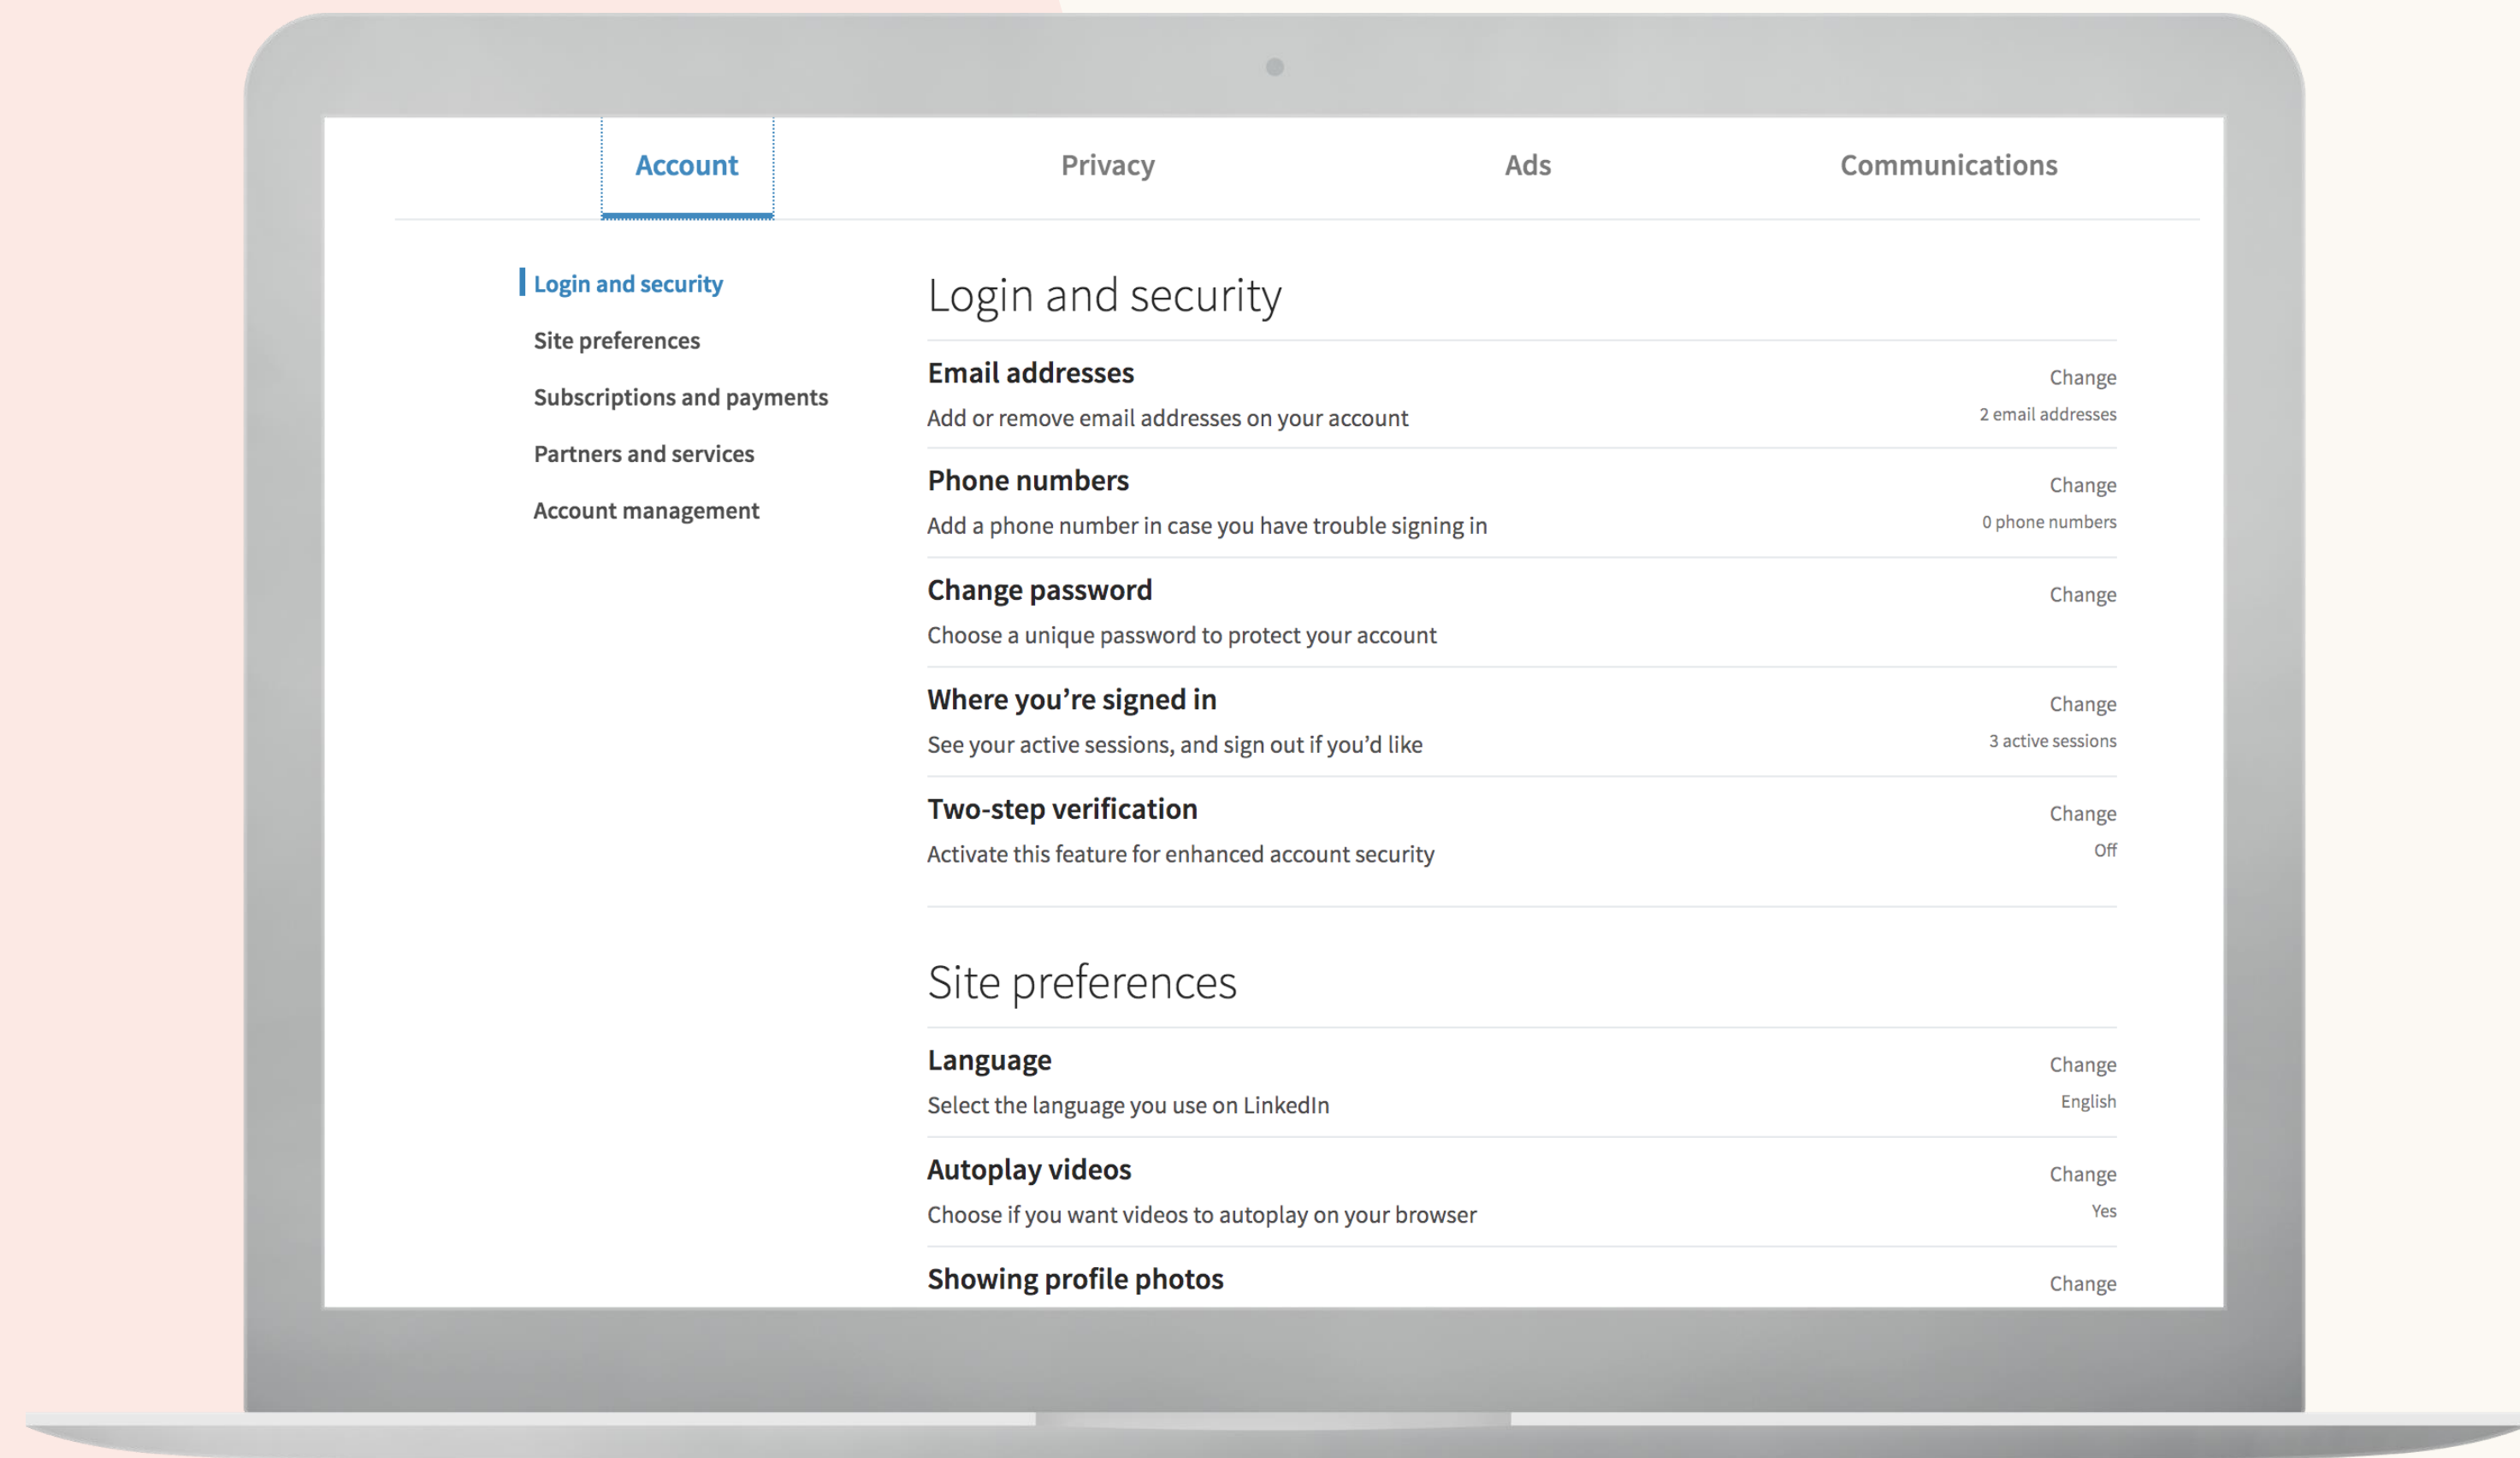 Account
Privacy
Ads
Communications
Login and security
Site preferences
Subscriptions and payments
Partners and services
Account management
Login and security
Email addresses
Change
Add or remove email addresses on your account
2 email addresses
Phone numbers
Change
Add a phone number in case you have trouble signing in
0 phone numbers
Change password
Change
Choose a unique password to protect your account
Where you’re signed in
Change
See your active sessions, and sign out if you’d like
3 active sessions
Two-step verification
Change
Activate this feature for enhanced account security
Off
Site preferences
Language
Change
Select the language you use on LinkedIn
English
Autoplay videos
Change
Choose if you want videos to autoplay on your browser
Yes
Showing profile photos
Change